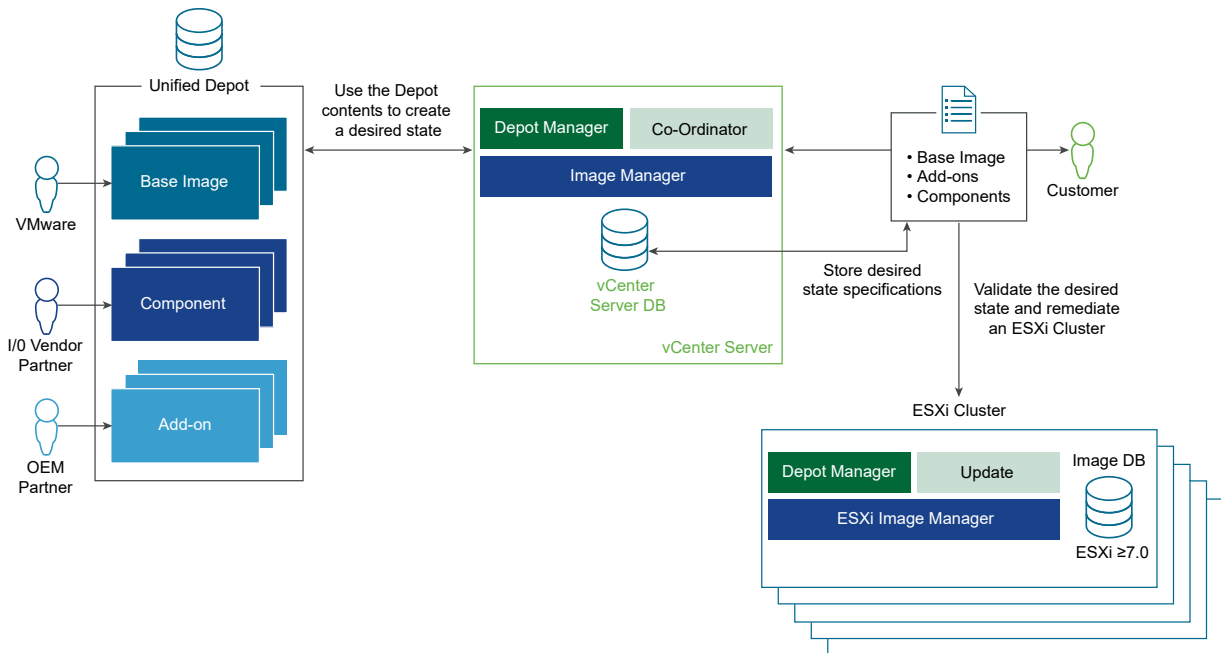 Unified Depot
Base Image
VMware
Component
I/0 Vendor
Partner
Add-on
OEM
Partner
Use the Depot
contents to create
a desired state
Depot Manager
Co-Ordinator
Image Manager
vCenter
Server DB
vCenter Server
• Base Image
• Add-ons
• Components
Customer
Store desired
state specifications
Validate the desired
state and remediate
an ESXi Cluster
ESXi Cluster
Depot Manager
Update
ESXi Image Manager
Image DB
ESXi ≥7.0